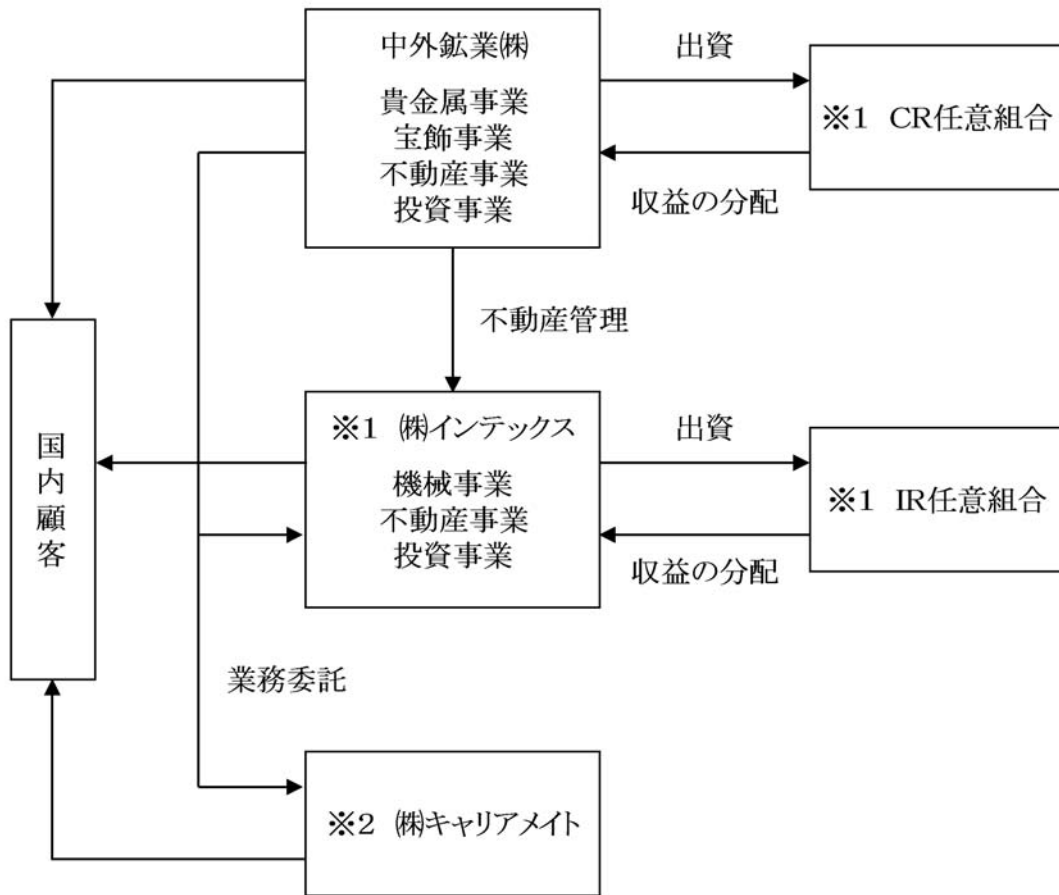 中外鉱業㈱
貴金属事業
宝飾事業
不動産事業
投資事業
出資
※1 CR任意組合
収益の分配
不動産管理
国内顧客
※1 ㈱インテックス
機械事業
不動産事業
投資事業
出資
※1 IR任意組合
収益の分配
業務委託
※2 ㈱キャリアメイト